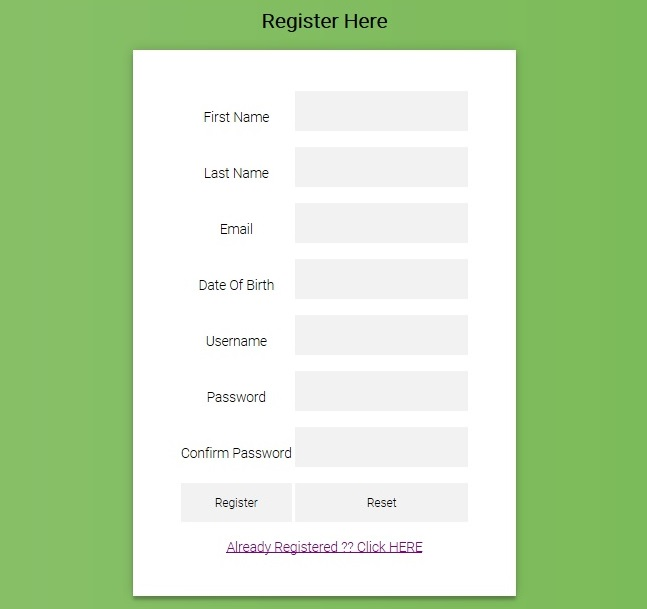 Register Here
First Name
Last Name
Email
Date Of Birth
Username
Password
Confirm Password
Register Reset
Already Registered ?? Click HERE